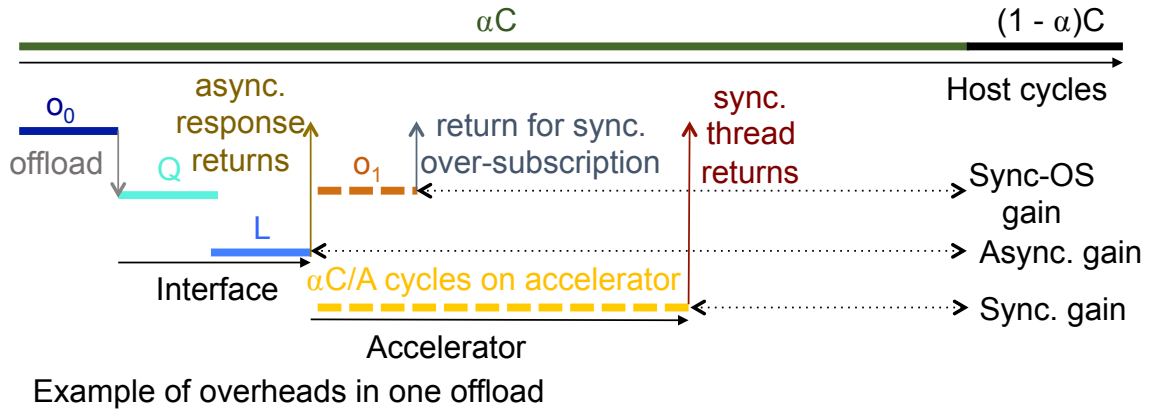 αC
(1 - α)C
Host cycles
o0
offload
Q
async.
response
returns
L
o1
return for sync.
over-subscription
sync.
thread
returns
Sync-OS
gain
Async. gain
Interface
αC/A cycles on accelerator
Sync. gain
Accelerator
Example of overheads in one offload